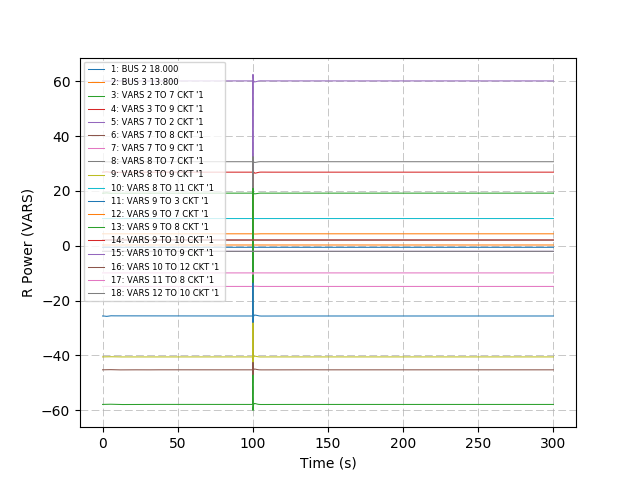 1: BUS 2 18.000
2: BUS 3 13.800
3: VARS 2 TO 7 CKT '1
4: VARS 3 TO 9 CKT '1
5: VARS 7 TO 2 CKT '1
6: VARS 7 TO 8 CKT '1
7: VARS 7 TO 9 CKT '1
8: VARS 8 TO 7 CKT '1
9: VARS 8 TO 9 CKT '1
10: VARS 8 TO 11 CKT '1
11: VARS 9 TO 3 CKT '1
12: VARS 9 TO 7 CKT '1
13: VARS 9 TO 8 CKT '1
14: VARS 9 TO 10 CKT '1
15: VARS 10 TO 9 CKT '1
16: VARS 10 TO 12 CKT '1
17: VARS 11 TO 8 CKT '1
18: VARS 12 TO 10 CKT '1
60
40
20
0
−20
−40
−60
R Power (VARS)
0 50 100 150 200 250 300
Time (s)